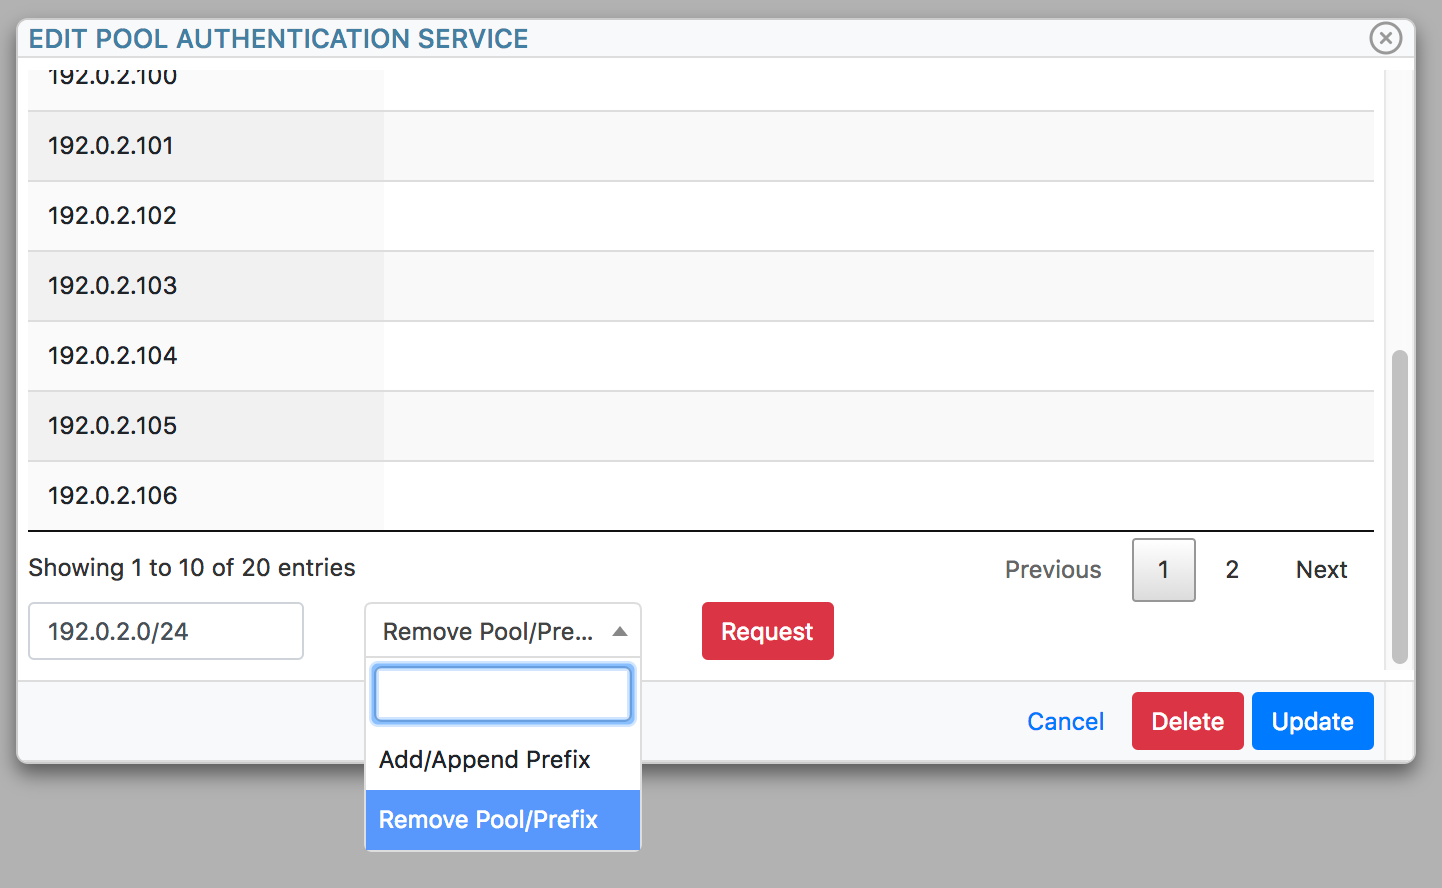 EDIT POOL AUTHENTICATION SERVICE
192.0.2.100
192.0.2.101
192.0.2.102
192.0.2.103
192.0.2.104
192.0.2.105
192.0.2.106
Showing 1 to 10 of 20 entries
Previous 1 2 Next
192.0.2.0/24
Remove Pool/Pre...
Request
Add/Append Prefix
Remove Pool/Prefix
Cancel
Delete
Update